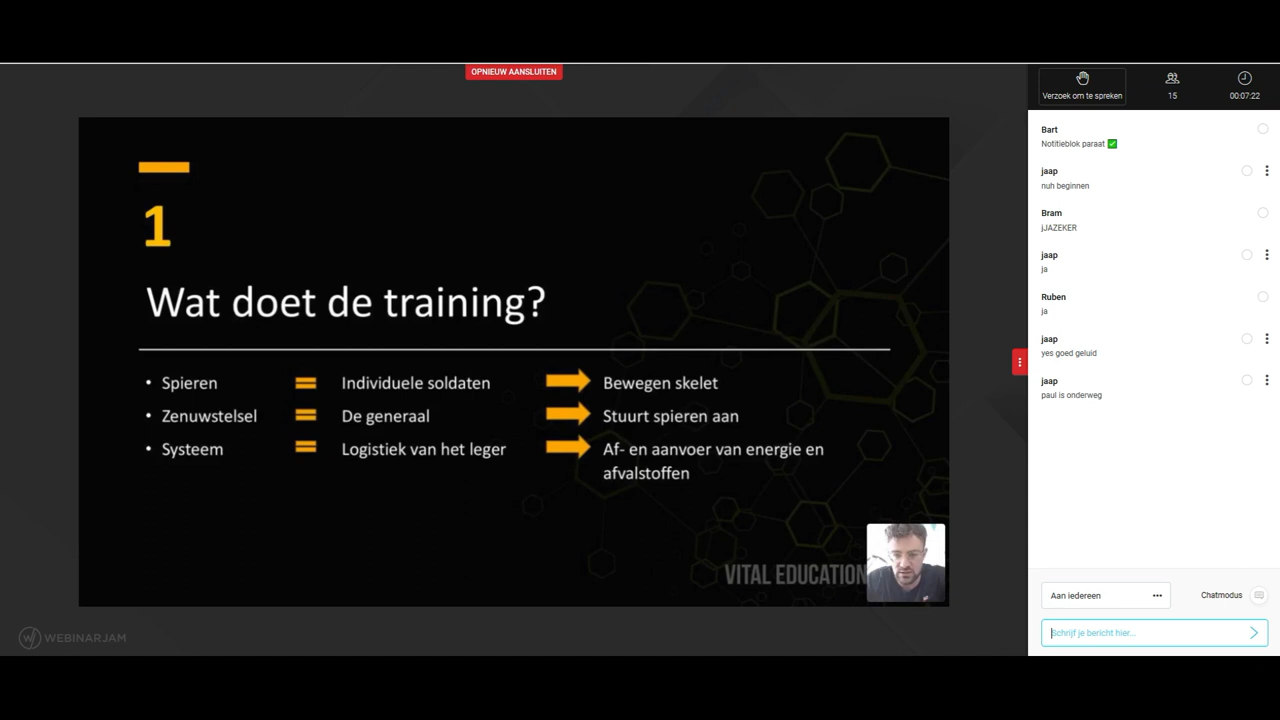 OPNIEUW AANSLUITEN
1
Wat doet de training?
• Spieren = Individuele soldaten Bewegen skelet
• Zenuwstelsel = De generaal Stuurt spieren aan
• Systeem = Logistiek van het leger Af- en aanvoer van energie en
afvalstoffen
VITAL EDUCATION
WEBINARJAM
Verzoek om te spreken
15
00:07:22
Bart
Notitieblok paraat ✅
jaap
nuh beginnen
Bram
jJAZEKER
jaap
ja
Ruben
ja
jaap
yes goed geluid
jaap
paul is onderweg
Aan iedereen
Chatmodus
Schrijf je bericht hier...